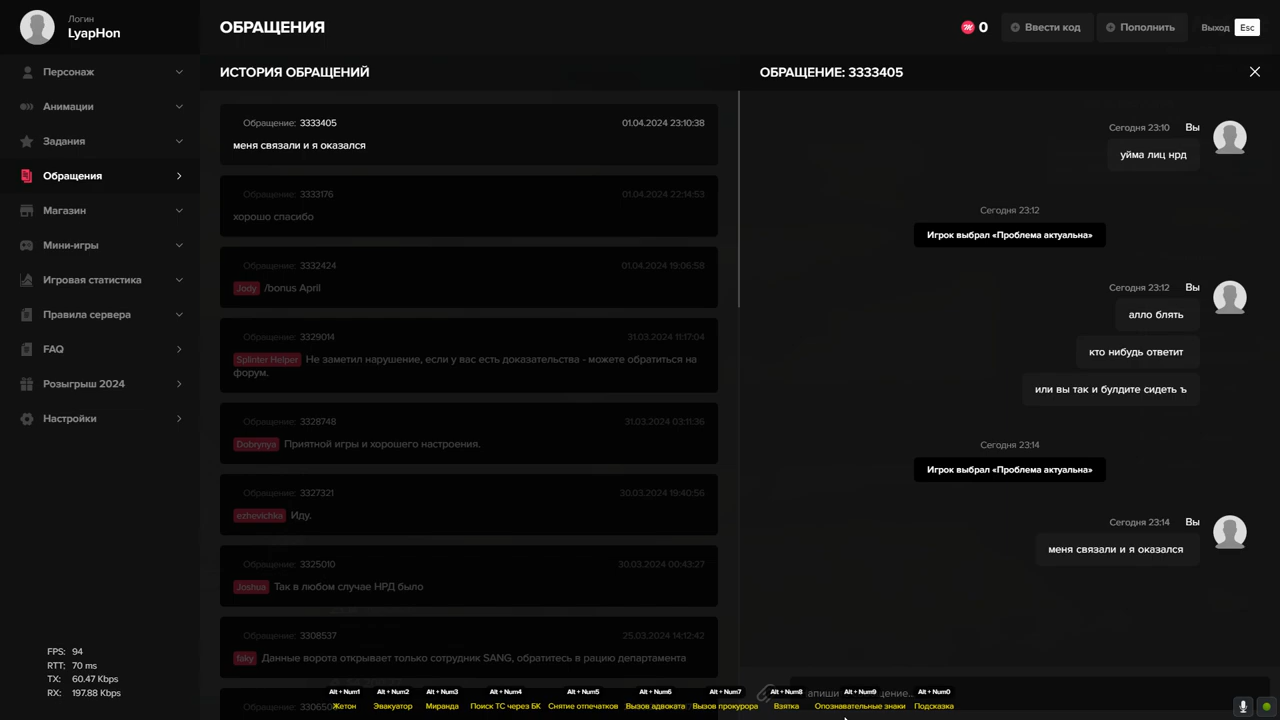 Логин
LyapHon
Персонаж
Анимации
Задания
Обращения
Магазин
Мини-игры
Игровая статистика
Правила сервера
FAQ
Розыгрыш 2024
Настройки
FPS: 94
RTT: 70 ms
TX: 60.47 Kbps
RX: 197.88 Kbps
ОБРАЩЕНИЯ
0
Ввести код
Пополнить
Выход Esc
ИСТОРИЯ ОБРАЩЕНИЙ
Обращение: 3333405 01.04.2024 23:10:38
меня связали и я оказался
Обращение: 3333176 01.04.2024 22:14:53
хорошо спасибо
Обращение: 3332424 01.04.2024 19:06:58
Jody /bonus April
Обращение: 3329014 31.03.2024 11:17:04
Splinter Helper Не заметил нарушение, если у вас есть доказательства - можете обратиться на
форум.
Обращение: 3328748 31.03.2024 03:11:36
Dobrynya Приятной игры и хорошего настроения.
Обращение: 3327321 30.03.2024 19:40:56
ezhevichka Иду.
Обращение: 3325010 30.03.2024 00:43:27
Joshua Так в любом случае НРД было
Обращение: 3308537 25.03.2024 14:12:42
faky Данные ворота открывает только сотрудник SANG, обратитесь в рацию департамента
Обращение:
ОБРАЩЕНИЕ: 3333405
Сегодня 23:10 Вы
уйма лиц нрд
Сегодня 23:12
Игрок выбрал «Проблема актуальна»
Сегодня 23:12 Вы
алло блять
кто нибудь ответит
или вы так и булдите сидеть ъ
Сегодня 23:14
Игрок выбрал «Проблема актуальна»
Сегодня 23:14 Вы
меня связали и я оказался
Alt + Num1 Alt + Num2 Alt + Num3 Alt + Num4 Alt + Num5 Alt + Num6 Alt + Num7 Alt + Num8 Alt + Num9 Alt + Num0
Жетон Эвакуатор Миранда Поиск ТС через БК Снятие отпечатков Вызов адвоката Вызов прокурора Взятка Опознавательные знаки Подсказка